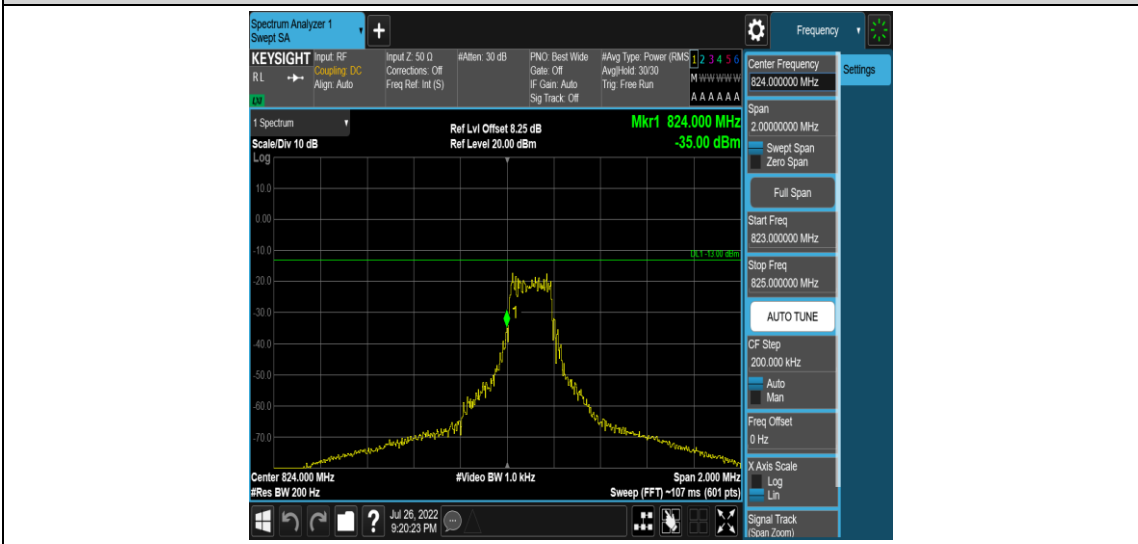 Spectrum Analyzer 1
Swept SA
Frequency
KEYSIGHT
Input: RF
Coupling: DC
Align: Auto
Input Z: 50 Ω
Corrections: Off
Freq Ref: Int (S)
#Atten: 30 dB
PNO: Best Wide
Gate: Off
IF Gain: Auto
Sig Track: Off
#Avg Type: Power (RMS
Avg|Hold: 30/30
Trig: Free Run
1 2 3 4 5 6
M W W W W W
A A A A A A
R L
LXI
1 Spectrum
Scale/Div 10 dB
Log
Ref Lvl Offset 8.25 dB
Ref Level 20.00 dBm
Mkr1 824.000 MHz
-35.00 dBm
10.0
0.00
-10.0
-20.0
-30.0
-40.0
-50.0
-60.0
-70.0
DL1 -13.00 dBm
1
Center 824.000 MHz
#Res BW 200 Hz
#Video BW 1.0 kHz
Span 2.000 MHz
Sweep (FFT) ~107 ms (601 pts)
?
Jul 26, 2022
9:20:23 PM
Center Frequency
824.000000 MHz
Settings
Span
2.00000000 MHz
Swept Span
Zero Span
Full Span
Start Freq
823.000000 MHz
Stop Freq
825.000000 MHz
AUTO TUNE
CF Step
200.000 kHz
Auto
Man
Freq Offset
0 Hz
X Axis Scale
Log
Lin
Signal Track
(Span Zoom)